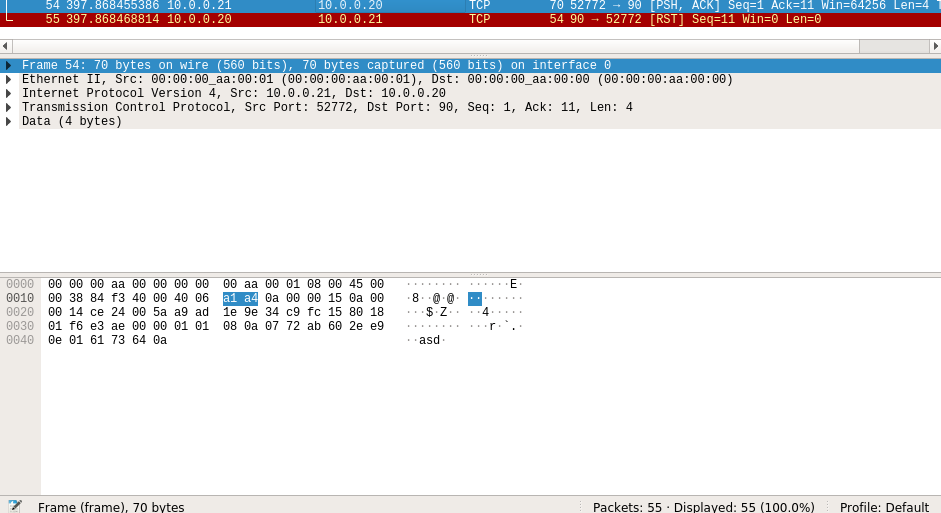 54 397.868455386 10.0.0.21 10.0.0.20 TCP 70 52772 → 90 [PSH, ACK] Seq=1 Ack=11 Win=64256 Len=4
55 397.868468814 10.0.0.20 10.0.0.21 TCP 54 90 → 52772 [RST] Seq=11 Win=0 Len=0
Frame 54: 70 bytes on wire (560 bits), 70 bytes captured (560 bits) on interface 0
Ethernet II, Src: 00:00:00_aa:00:01 (00:00:00:aa:00:01), Dst: 00:00:00_aa:00:00 (00:00:00:aa:00:00)
Internet Protocol Version 4, Src: 10.0.0.21, Dst: 10.0.0.20
Transmission Control Protocol, Src Port: 52772, Dst Port: 90, Seq: 1, Ack: 11, Len: 4
Data (4 bytes)
0000 00 00 00 aa 00 00 00 00 00 aa 00 01 08 00 45 00 ········ ······E·
0010 00 38 84 f3 40 00 40 06 a1 a4 0a 00 00 15 0a 00 ·8··@·@· ········
0020 00 14 ce 24 00 5a a9 ad 1e 9e 34 c9 fc 15 80 18 ···$·Z·· ··4·····
0030 01 f6 e3 ae 00 00 01 01 08 0a 07 72 ab 60 2e e9 ········ ···r·`.·
0040 0e 01 61 73 64 0a ··asd·
Frame (frame), 70 bytes Packets: 55 · Displayed: 55 (100.0%) Profile: Default